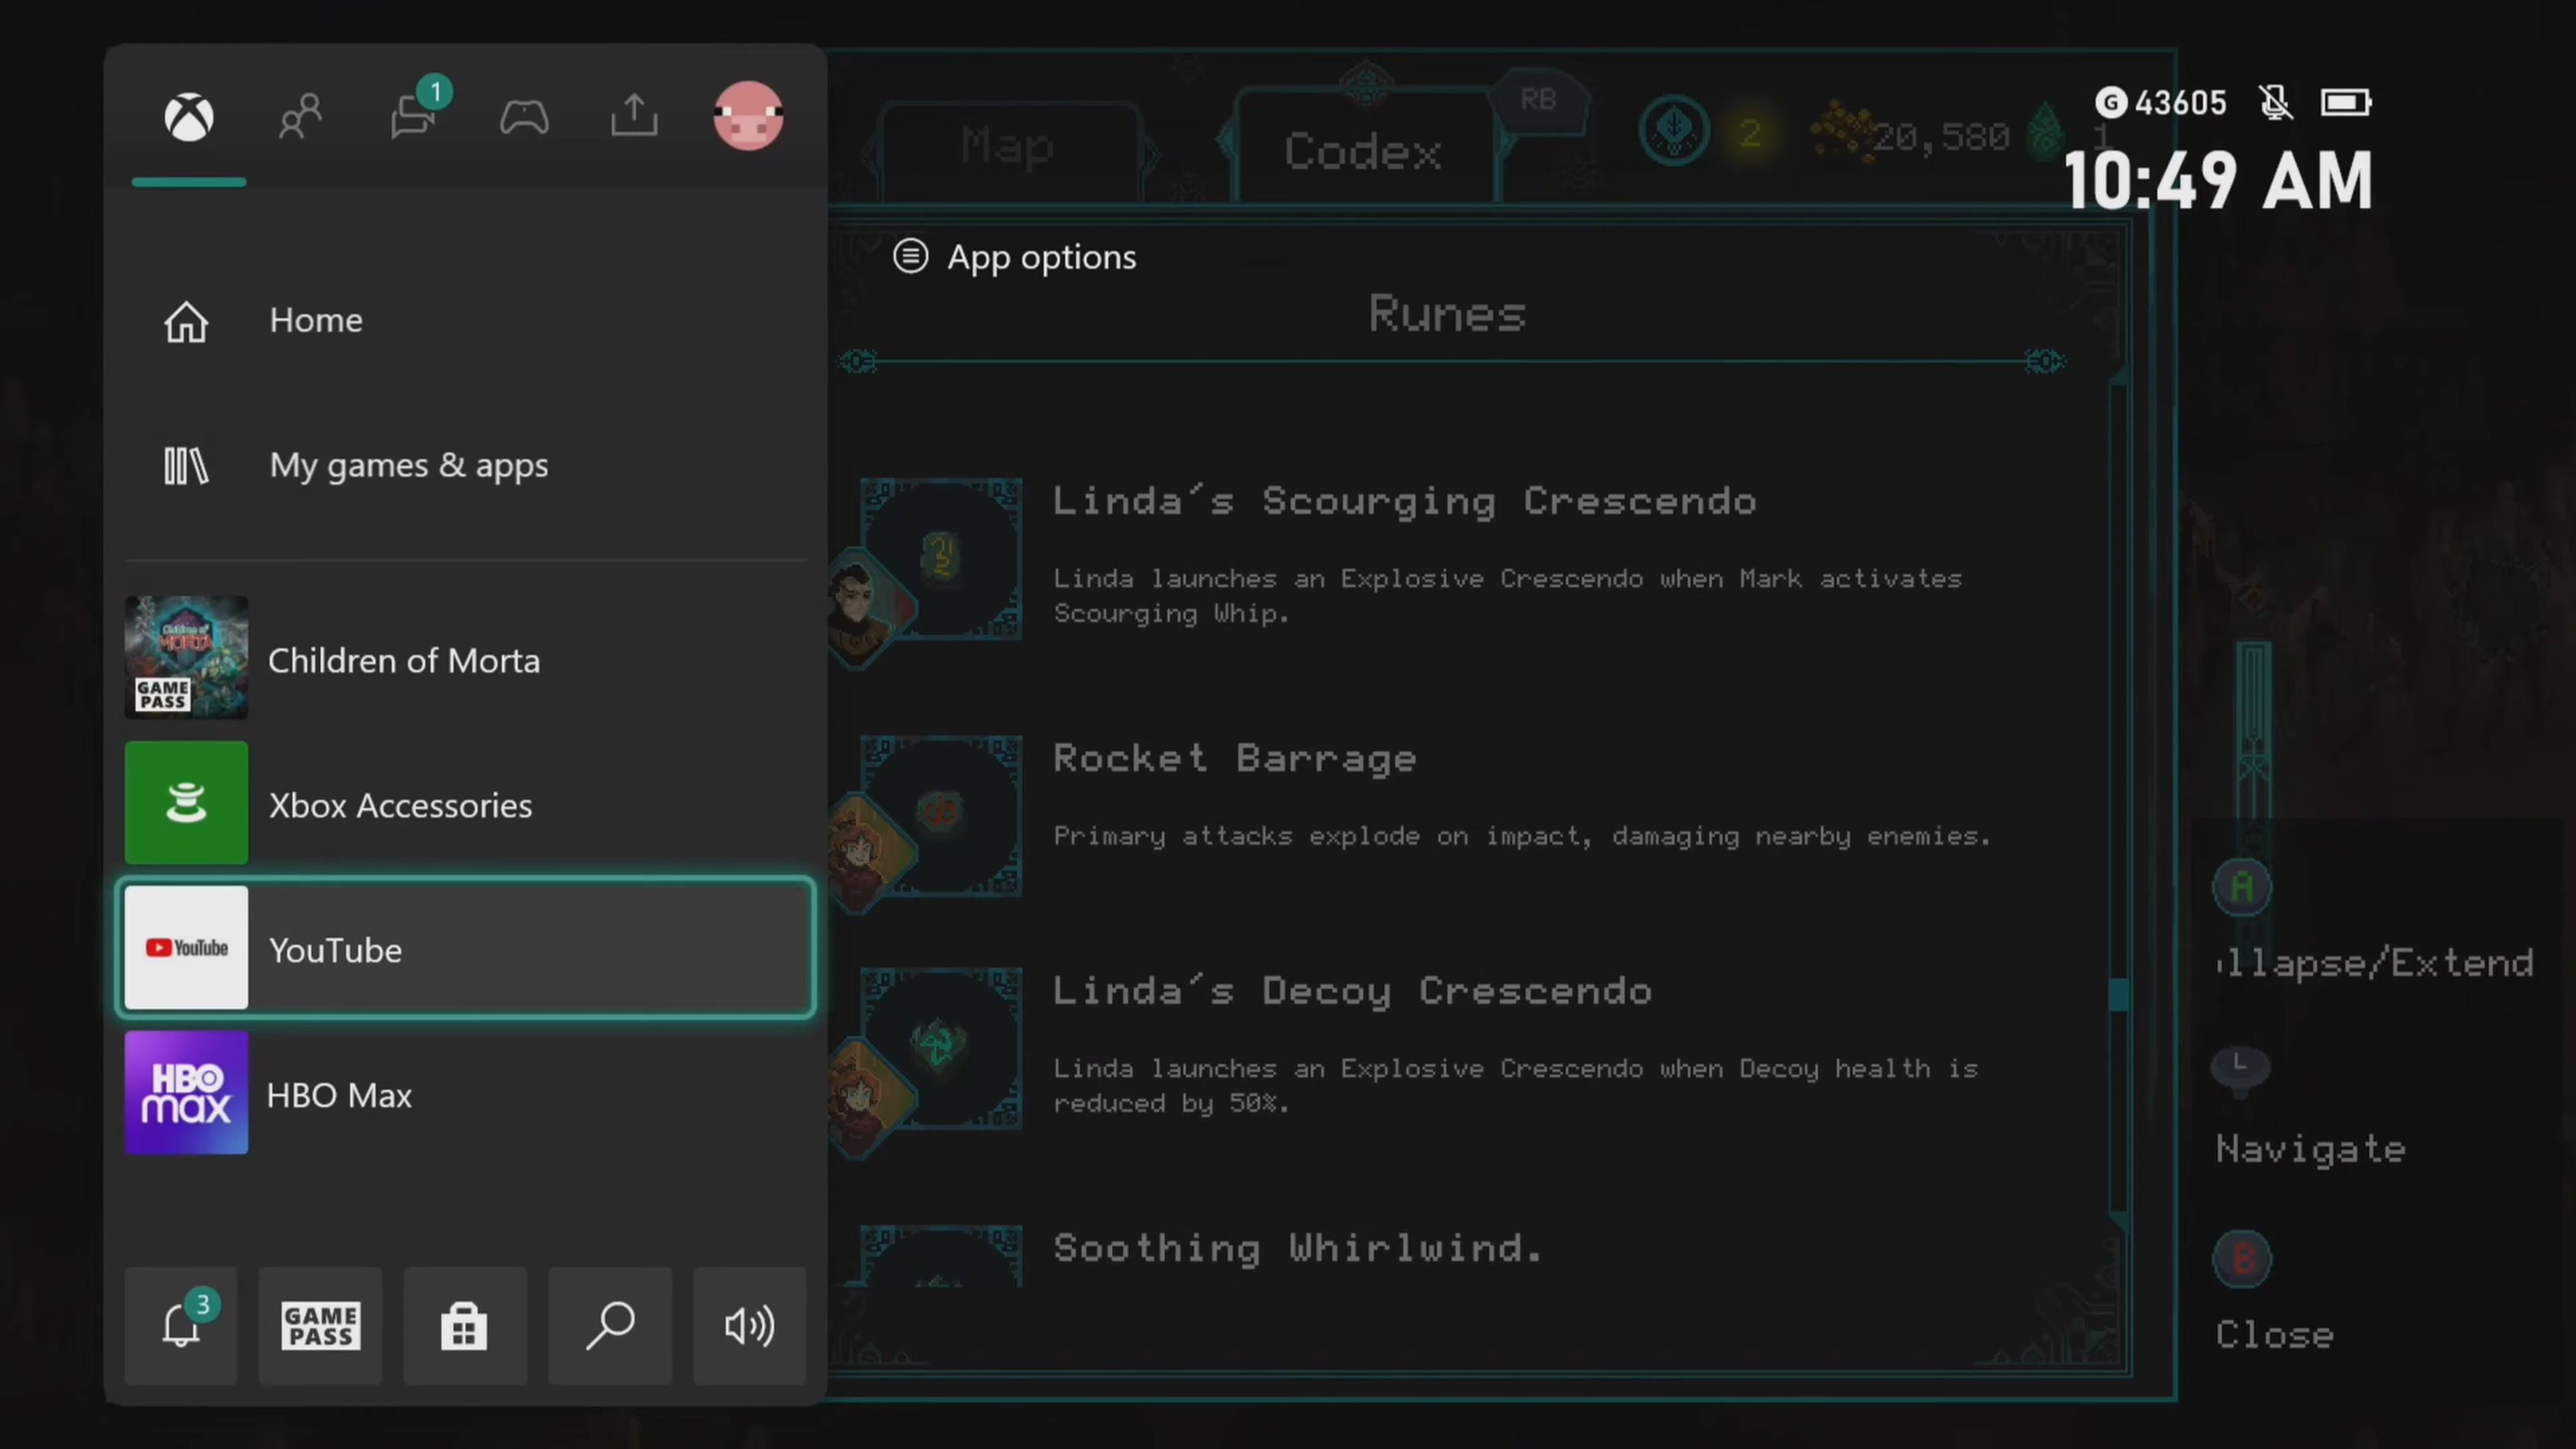 1
Map
Codex
RB
2
20,580
1
G 43605
10:49 AM
Home
My games & apps
Children of
MORTA
GAME
PASS
Children of Morta
Xbox Accessories
YouTube
YouTube
HBO
max
HBO Max
3
GAME
PASS
App options
Runes
Linda's Scourging Crescendo
Linda launches an Explosive Crescendo when Mark activates
Scourging Whip.
Rocket Barrage
Primary attacks explode on impact, damaging nearby enemies.
Linda's Decoy Crescendo
Linda launches an Explosive Crescendo when Decoy health is
reduced by 50%.
Soothing Whirlwind.
A
llapse/Extend
L
Navigate
B
Close